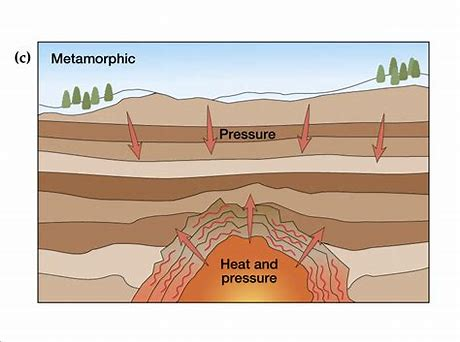 (c)
Metamorphic
Pressure
Heat and
pressure